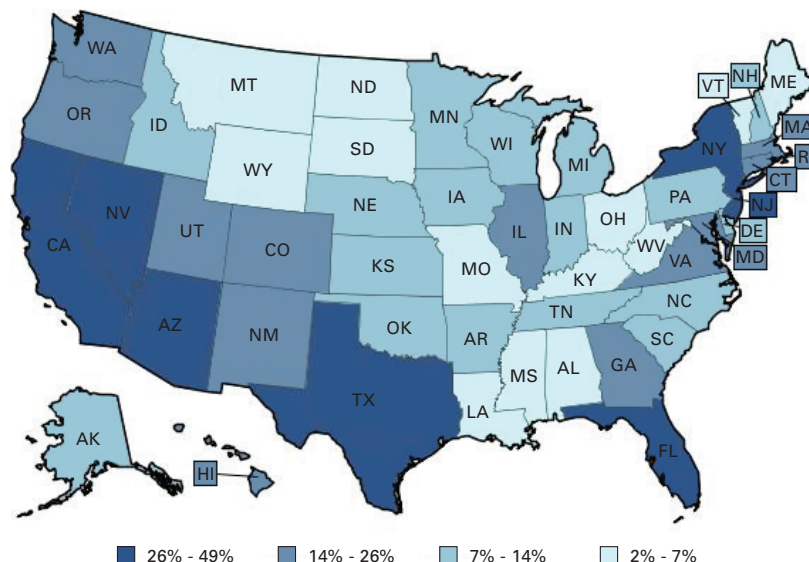 WA
MT
ND
MN
VT
NH
ME
OR
ID
WY
SD
WI
MI
NY
MA
R
CT
NV
UT
CO
NE
IA
IL
IN
OH
PA
NJ
DE
MD
CA
KS
MO
KY
WV
VA
AZ
NM
OK
AR
TN
NC
SC
TX
LA
MS
AL
GA
FL
AK
HI
26% - 49%
14% - 26%
7% - 14%
2% - 7%